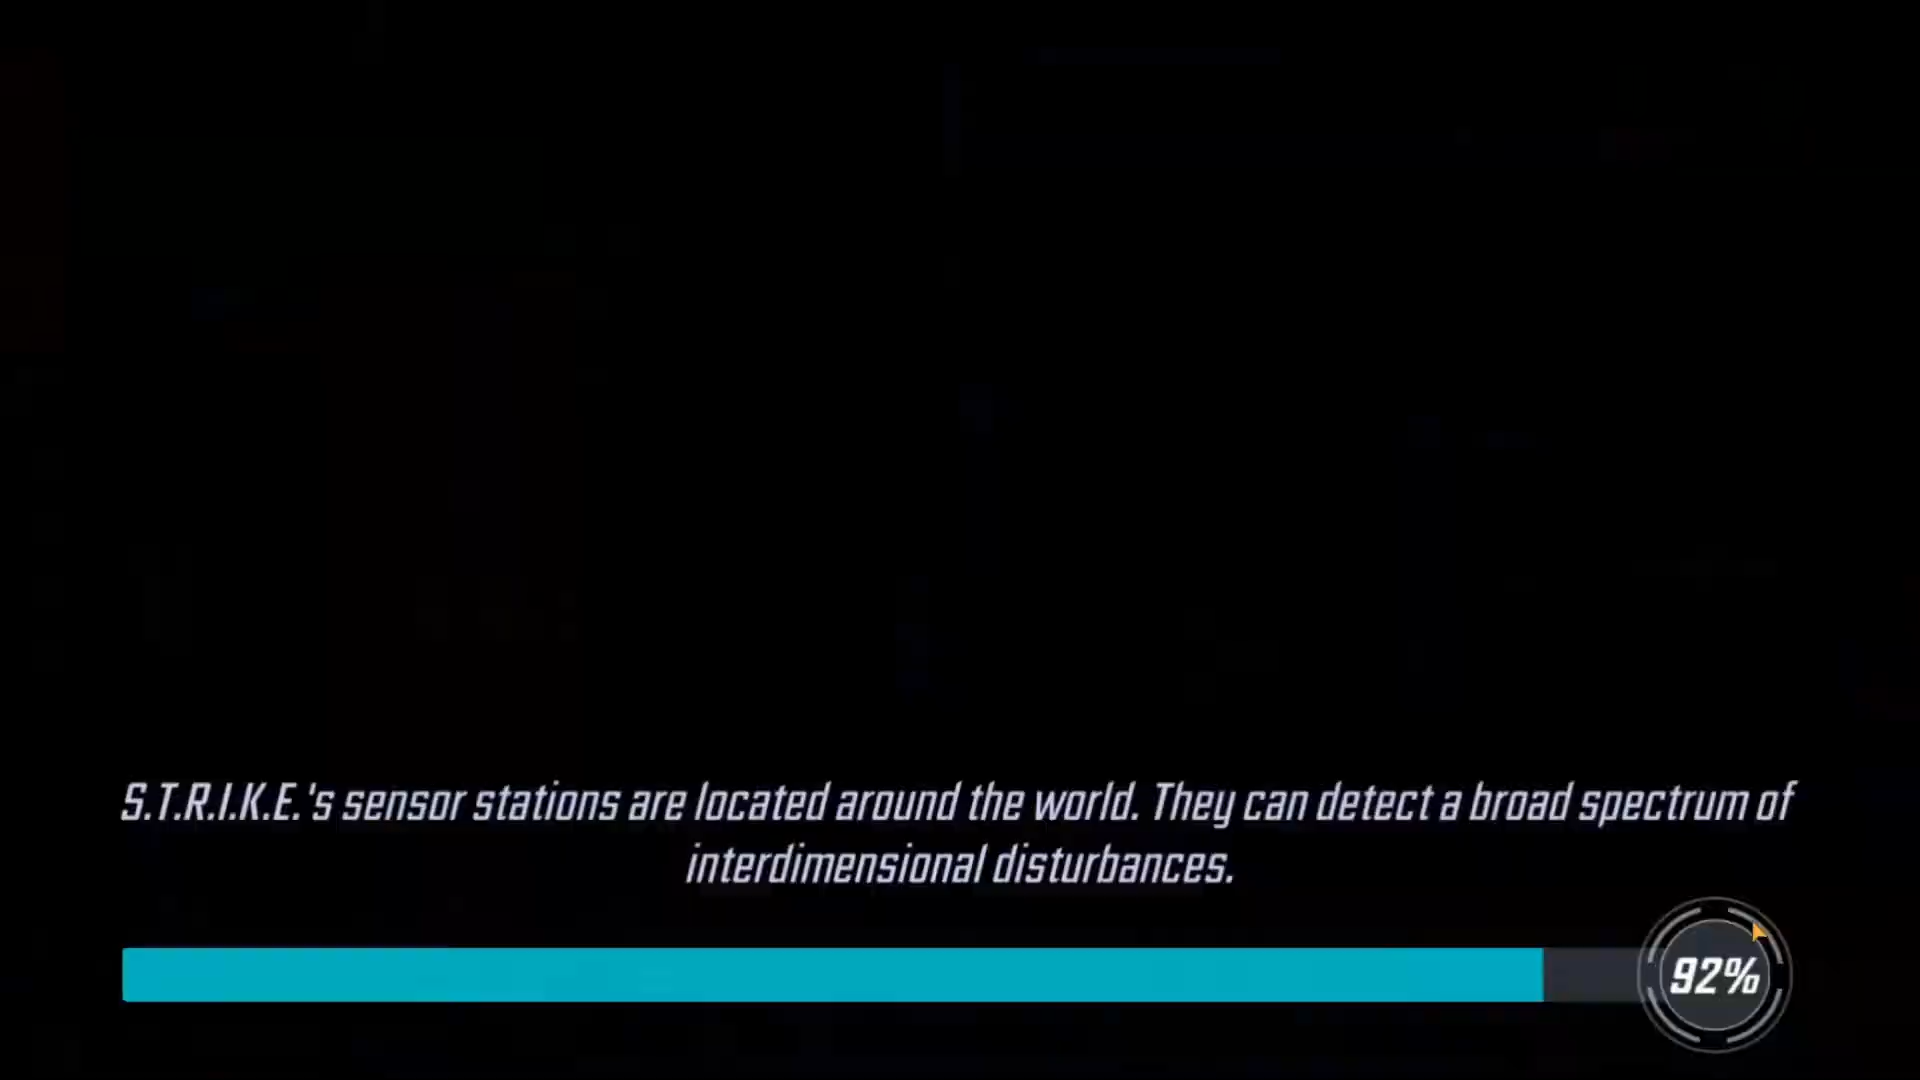 S.T.R.I.K.E.'s sensor stations are located around the world. They can detect a broad spectrum of
interdimensional disturbances.
92%